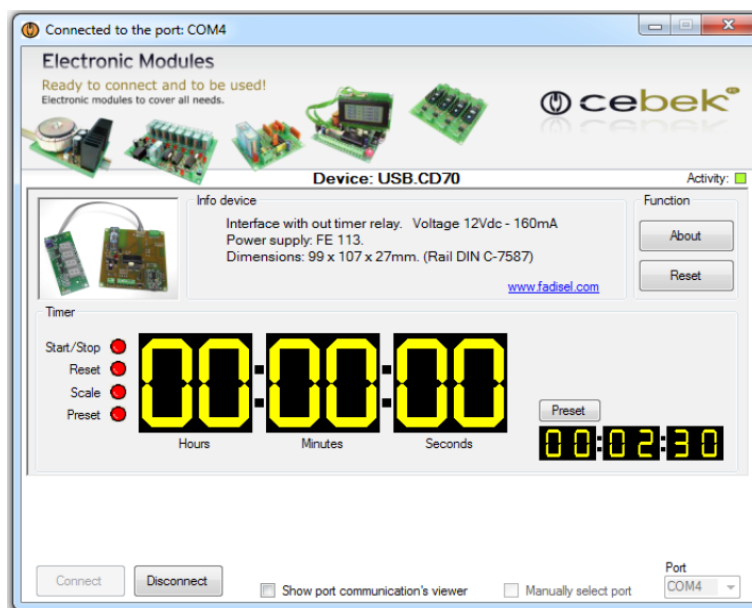 Connected to the port: COM4
Electronic Modules
Ready to connect and to be used!
Electronic modules to cover all needs.
cebek
Device: USB.CD70
Activity:
Info device
Interface with out timer relay. Voltage 12Vdc - 160mA
Power supply: FE 113.
Dimensions: 99 x 107 x 27mm. (Rail DIN C-7587)
www.fadisel.com
Function
About
Reset
Timer
Start/Stop
Reset
Scale
Preset
00:00:00
Hours Minutes Seconds
Preset
00:02:30
Connect
Disconnect
Show port communication's viewer
Manually select port
Port
COM4